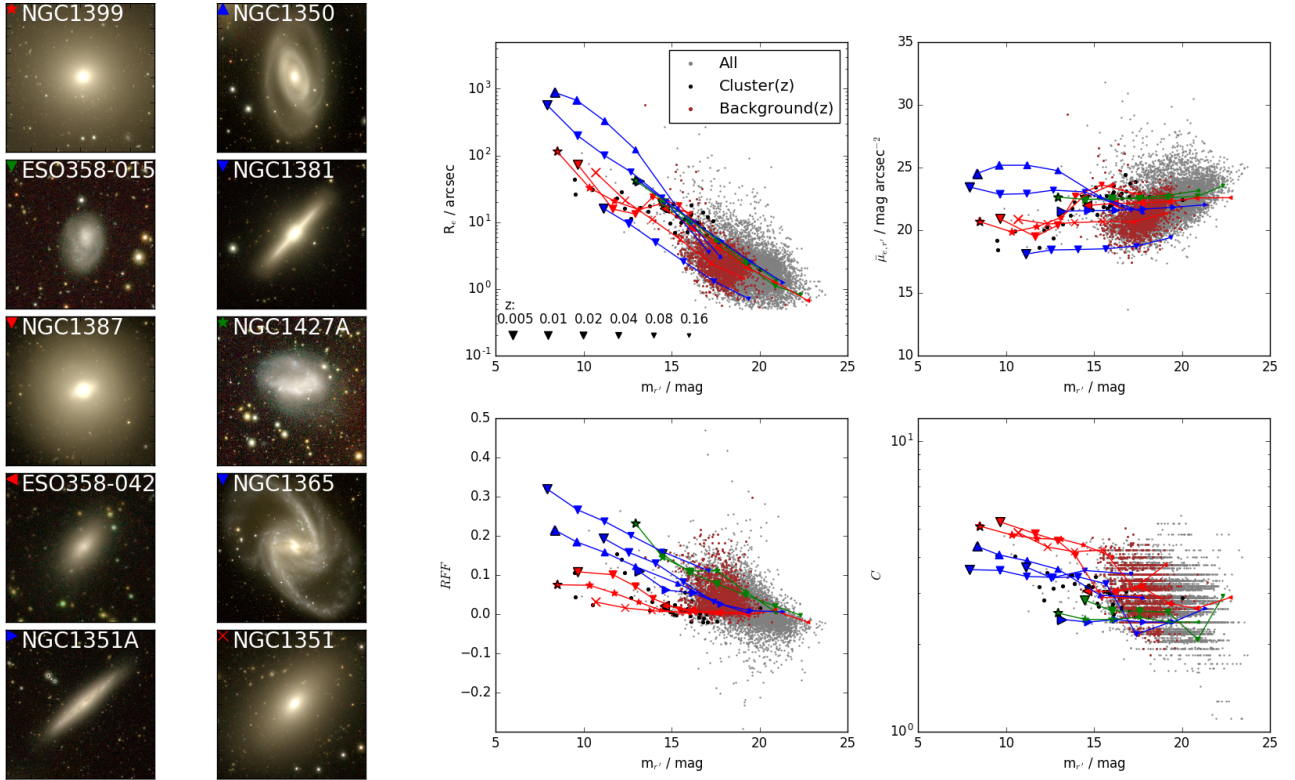 NGC1399
NGC1350
ESO358-015
NGC1381
NGC1387
NGC1427A
ESO358-042
NGC1365
NGC1351A
NGC1351
10³
10²
10¹
10⁰
10⁻¹
Rₑ / arcsec
All
Cluster(z)
Background(z)
z:
0.005 0.01 0.02 0.04 0.08 0.16
5 10 15 20 25
m_r' / mag
35
30
25
20
15
10
μ̄_e,r' / mag arcsec⁻²
5 10 15 20 25
m_r' / mag
0.5
0.4
0.3
0.2
0.1
0.0
−0.1
−0.2
RFF
5 10 15 20 25
m_r' / mag
10¹
10⁰
C
5 10 15 20 25
m_r' / mag